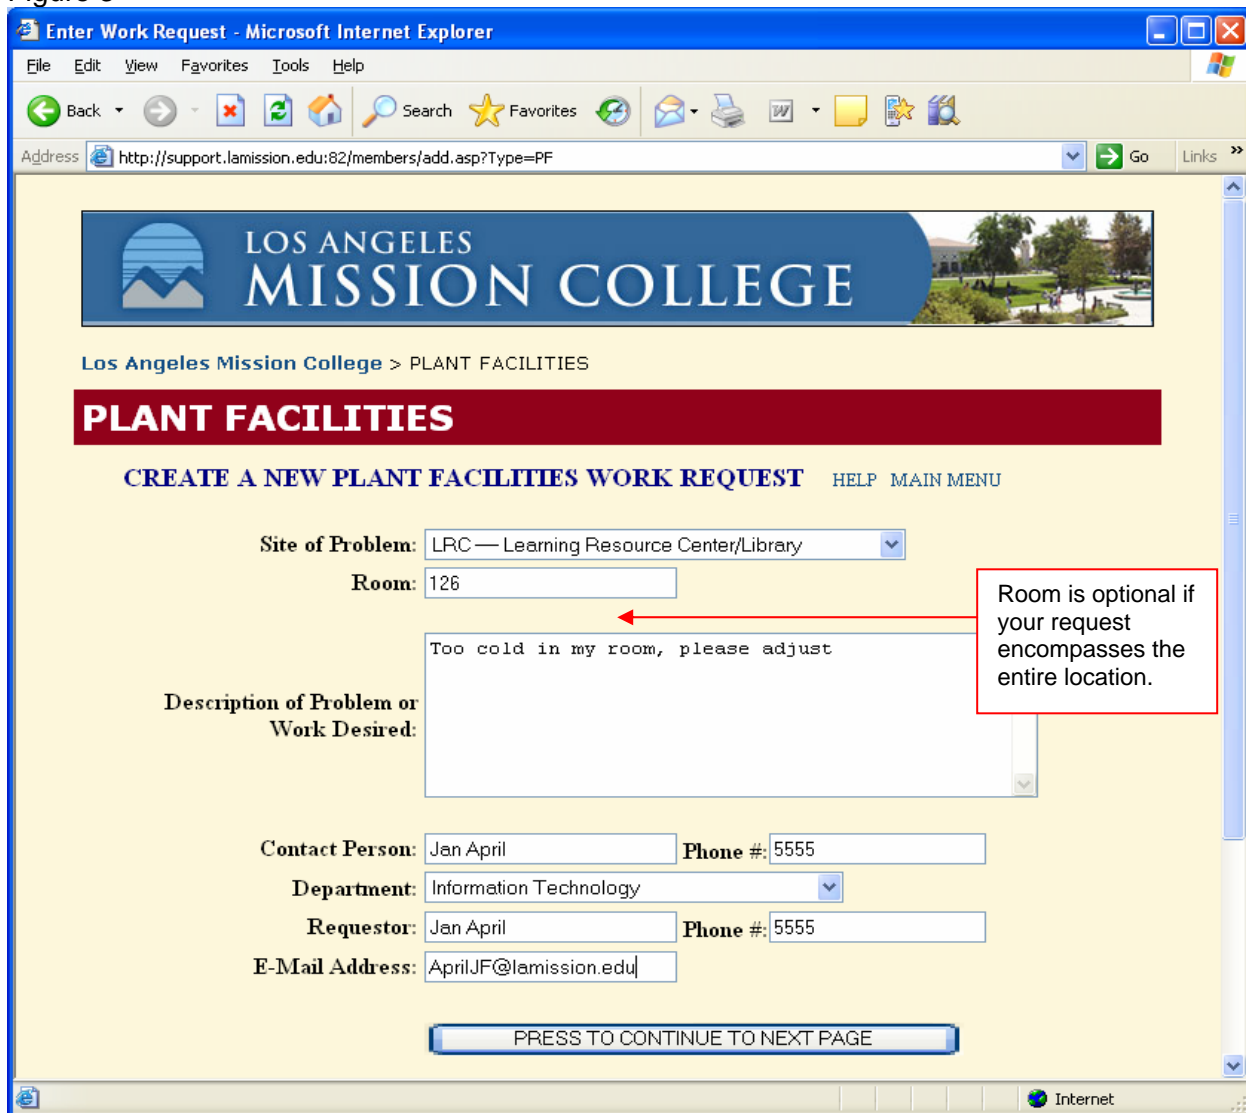 Enter Work Request - Microsoft Internet Explorer
File Edit View Favorites Tools Help
Back Search Favorites
Address http://support.lamission.edu:82/members/add.asp?Type=PF Go Links »
LOS ANGELES
MISSION COLLEGE
Los Angeles Mission College > PLANT FACILITIES
PLANT FACILITIES
CREATE A NEW PLANT FACILITIES WORK REQUEST HELP MAIN MENU
Site of Problem: LRC — Learning Resource Center/Library
Room: 126
Room is optional if
your request
encompasses the
entire location.
Too cold in my room, please adjust
Description of Problem or
Work Desired:
Contact Person: Jan April Phone #: 5555
Department: Information Technology
Requestor: Jan April Phone #: 5555
E-Mail Address: AprilJF@lamission.edu
PRESS TO CONTINUE TO NEXT PAGE
Internet